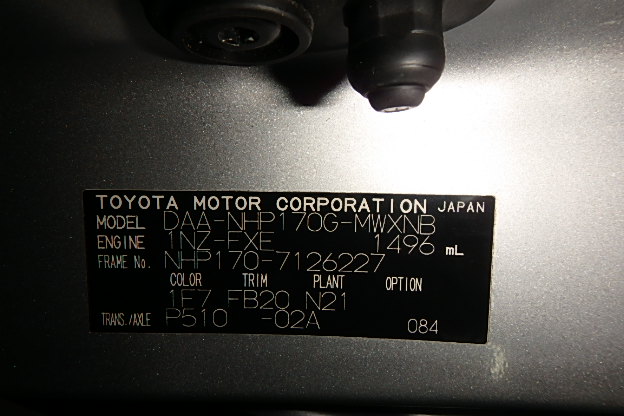 TOYOTA MOTOR CORPORATION JAPAN
MODEL DAA-NHP170G-MWXNB
ENGINE 1NZ-EXE 1496 mL
FRAME No. NHP170-7126227
COLOR TRIM PLANT OPTION
1F7 FB20 N21
TRANS./AXLE P510 -02A 084